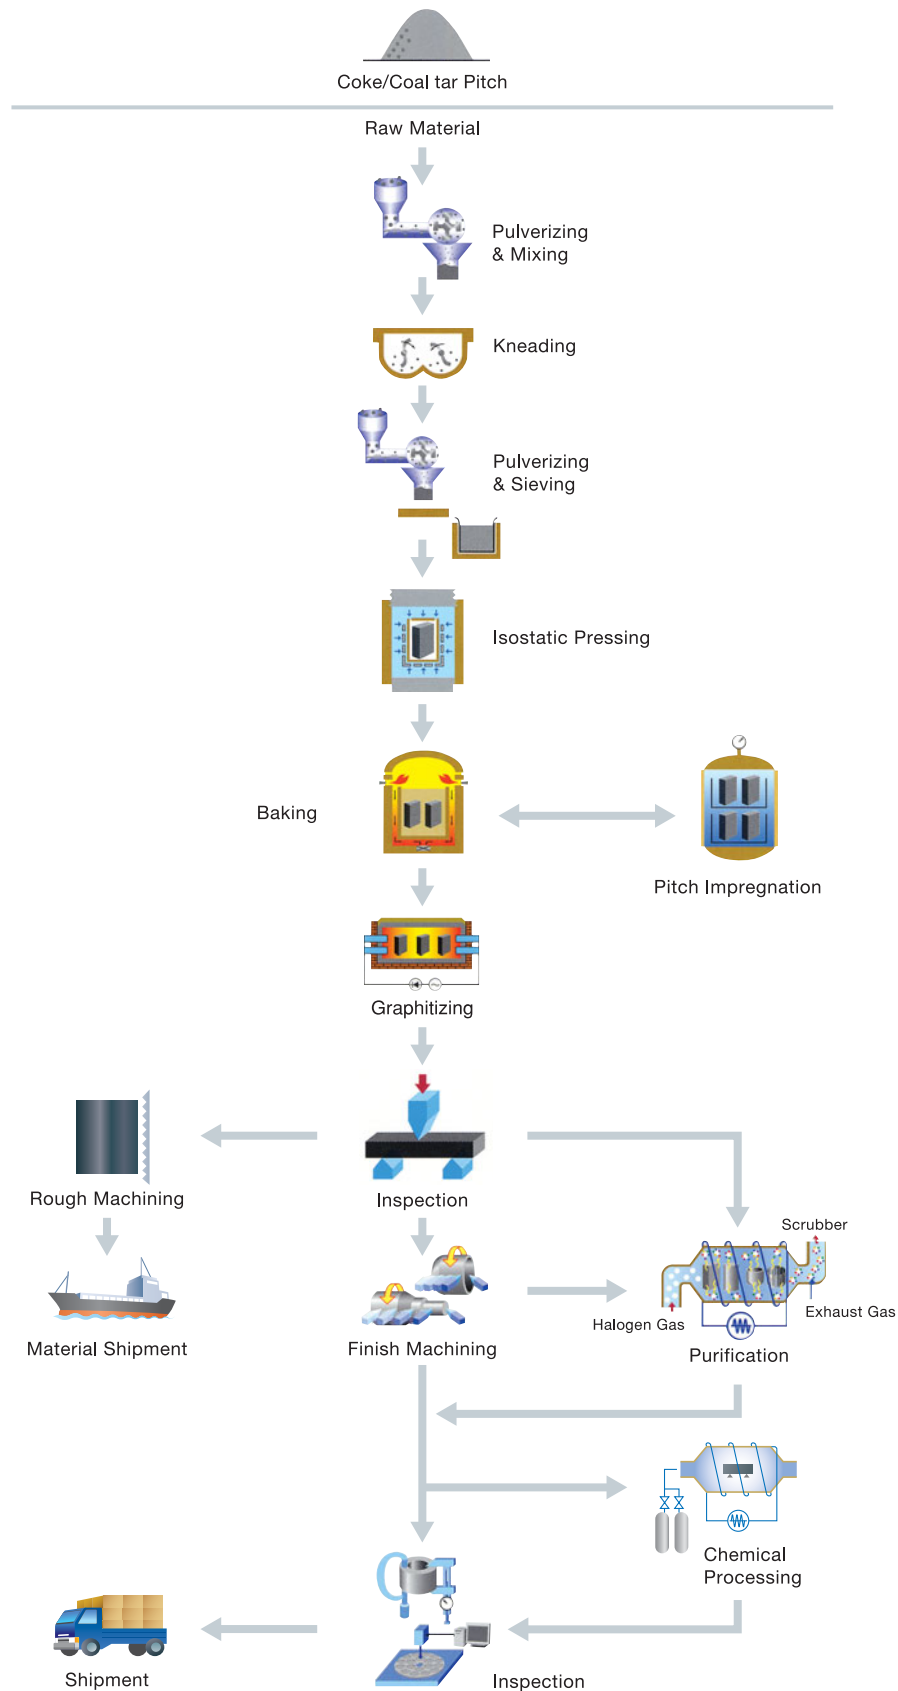 Coke/Coal tar Pitch
Raw Material
Pulverizing
& Mixing
Kneading
Pulverizing
& Sieving
Isostatic Pressing
Baking
Pitch Impregnation
Graphitizing
Rough Machining
Inspection
Scrubber
Halogen Gas
Exhaust Gas
Material Shipment
Finish Machining
Purification
Chemical
Processing
Shipment
Inspection